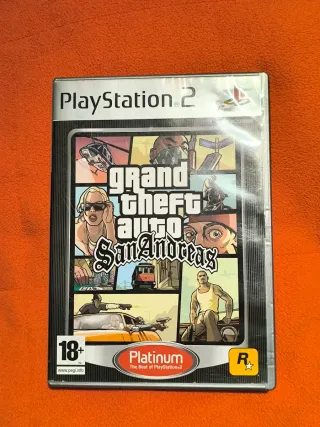 PlayStation®2
grand
theft
auto
San Andreas
18+
www.pegi.info
Platinum
The Best of PlayStation®2
R★